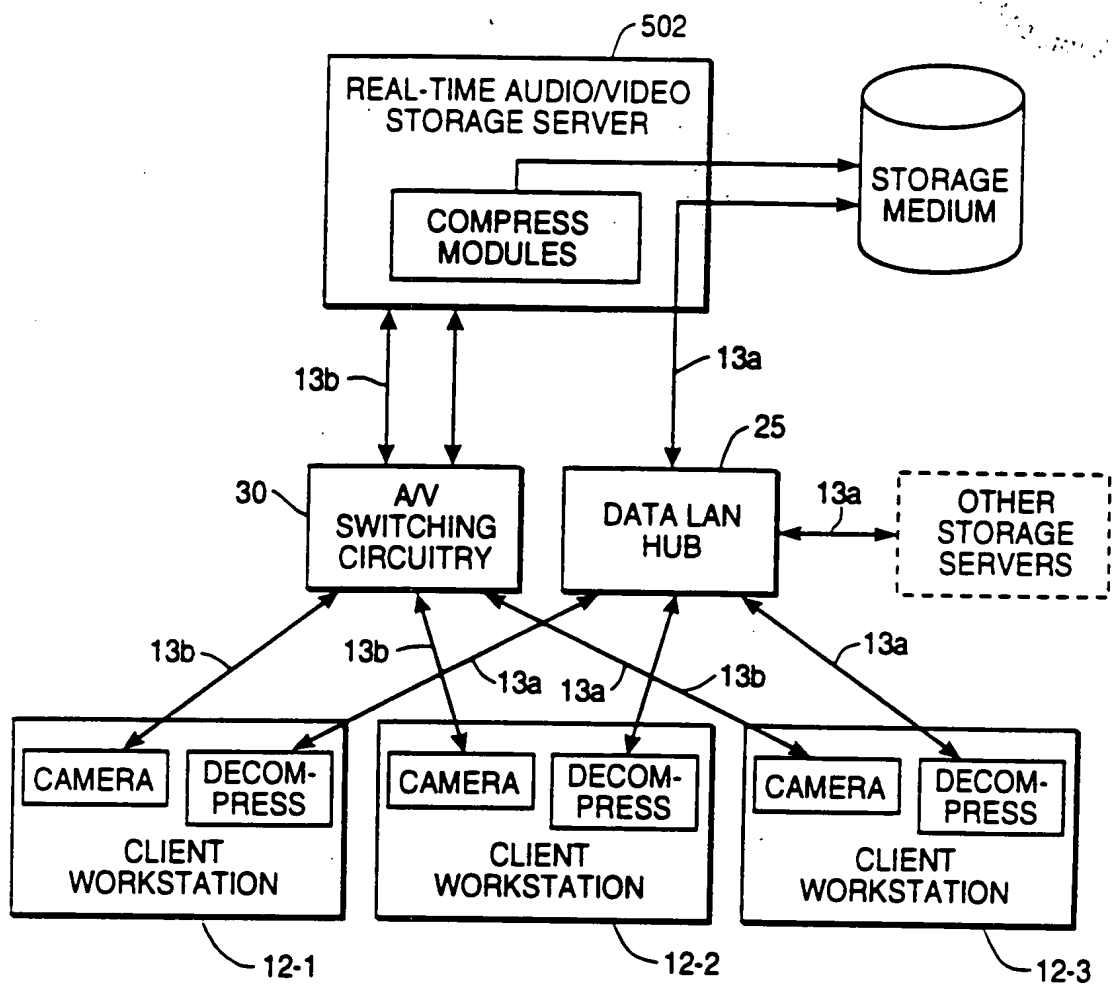 502
REAL-TIME AUDIO/VIDEO
STORAGE SERVER
COMPRESS
MODULES
STORAGE
MEDIUM
13b
13a
25
30
A/V
SWITCHING
CIRCUITRY
DATA LAN
HUB
13a
OTHER
STORAGE
SERVERS
13b
13b
13a
13a
13b
13a
CAMERA
DECOM-
PRESS
CLIENT
WORKSTATION
CAMERA
DECOM-
PRESS
CLIENT
WORKSTATION
CAMERA
DECOM-
PRESS
CLIENT
WORKSTATION
12-1
12-2
12-3